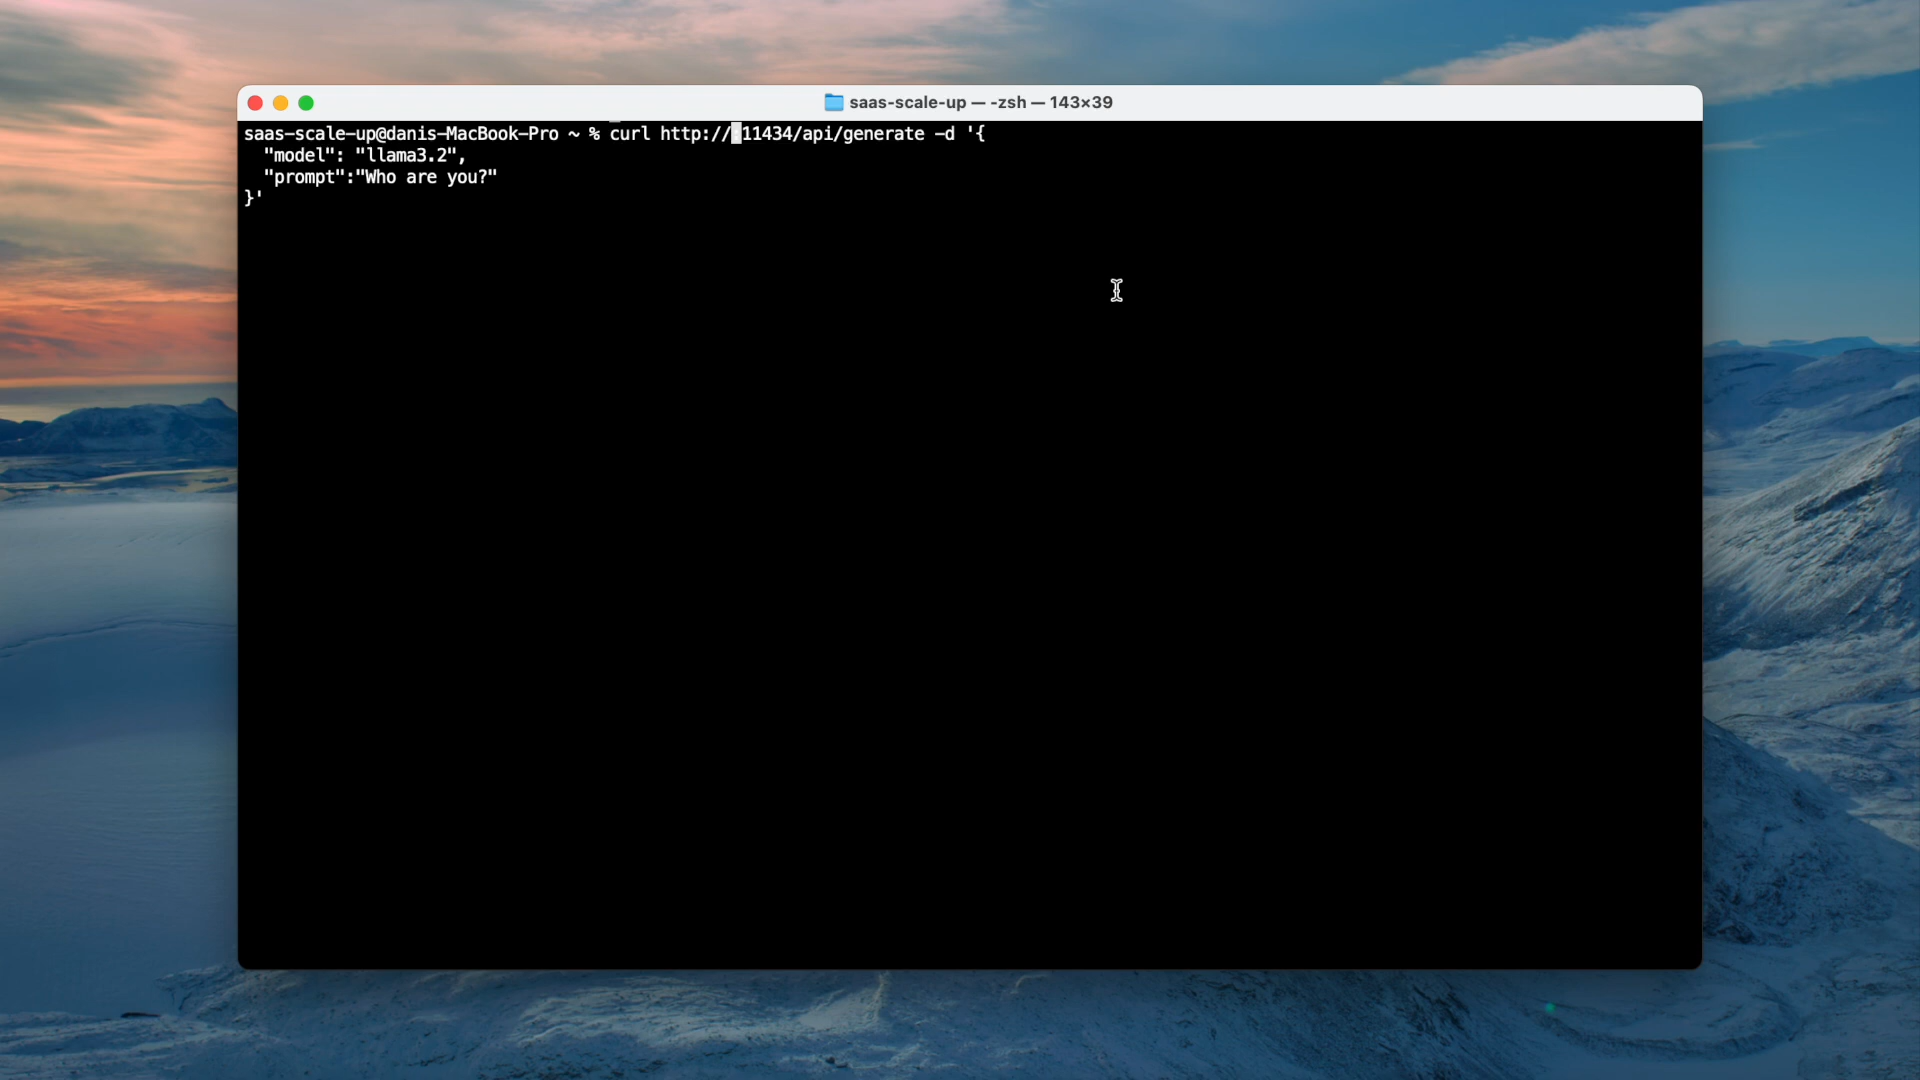 saas-scale-up — -zsh — 143×39
saas-scale-up@danis-MacBook-Pro ~ % curl http://:11434/api/generate -d '{
  "model": "llama3.2",
  "prompt":"Who are you?"
}'